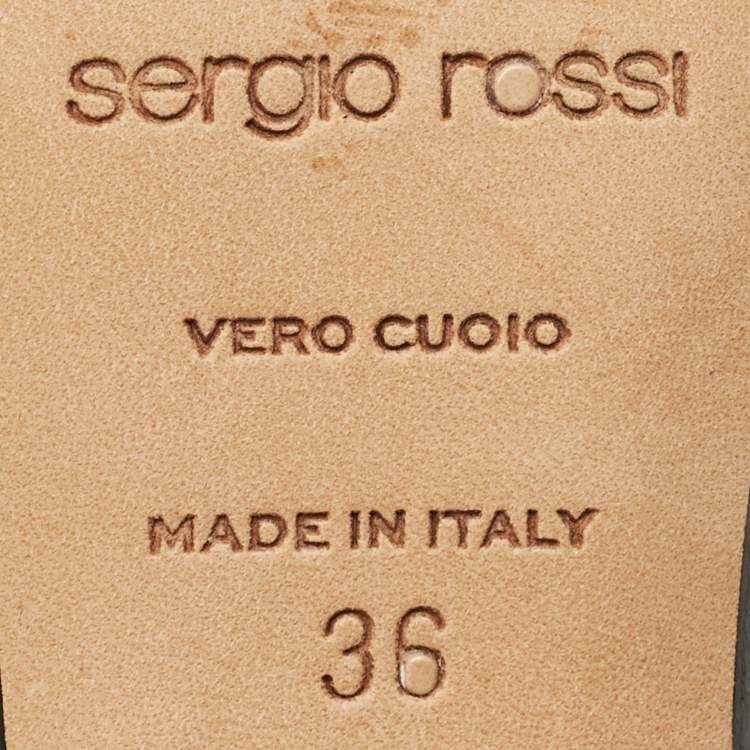 sergio rossi
VERO CUOIO
MADE IN ITALY
36